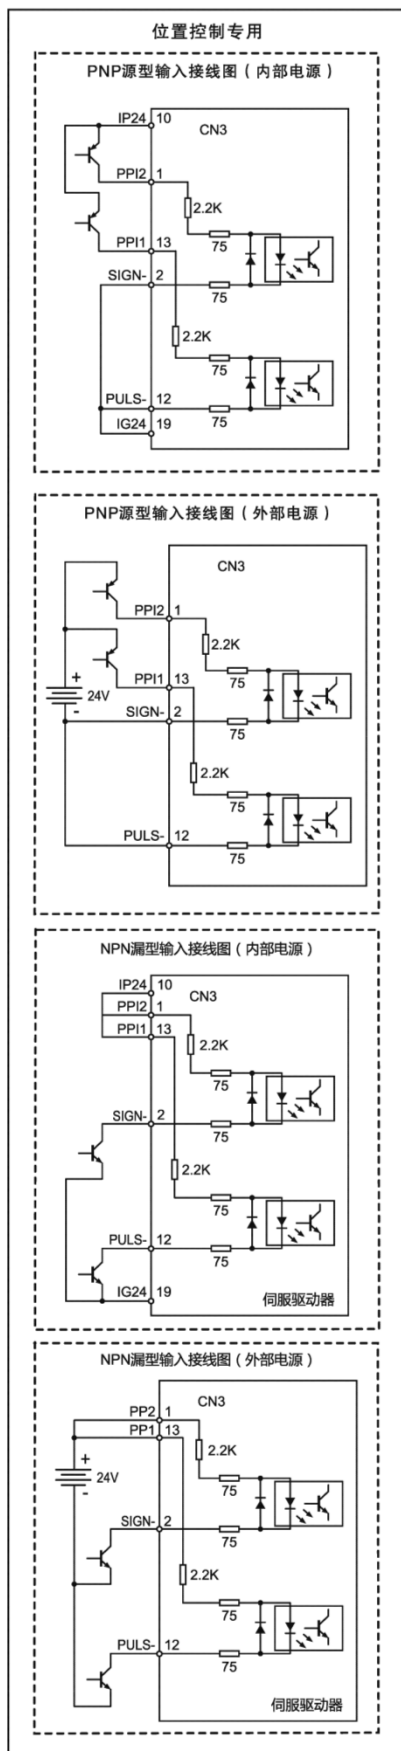 位置控制专用
PNP源型输入接线图（内部电源）
IP24 10
CN3
PPI2 1
2.2K
75
PPI1 13
SIGN- 2
75
2.2K
75
PULS- 12
75
IG24 19
PNP源型输入接线图（外部电源）
CN3
PPI2 1
2.2K
75
+
PPI1 13
24V
-
SIGN- 2
75
2.2K
75
PULS- 12
75
NPN漏型输入接线图（内部电源）
IP24 10
CN3
PPI2 1
PPI1 13
2.2K
75
SIGN- 2
75
2.2K
75
PULS- 12
75
IG24 19
伺服驱动器
NPN漏型输入接线图（外部电源）
CN3
PP2 1
PP1 13
2.2K
+
24V
75
-
SIGN- 2
75
2.2K
75
PULS- 12
75
伺服驱动器